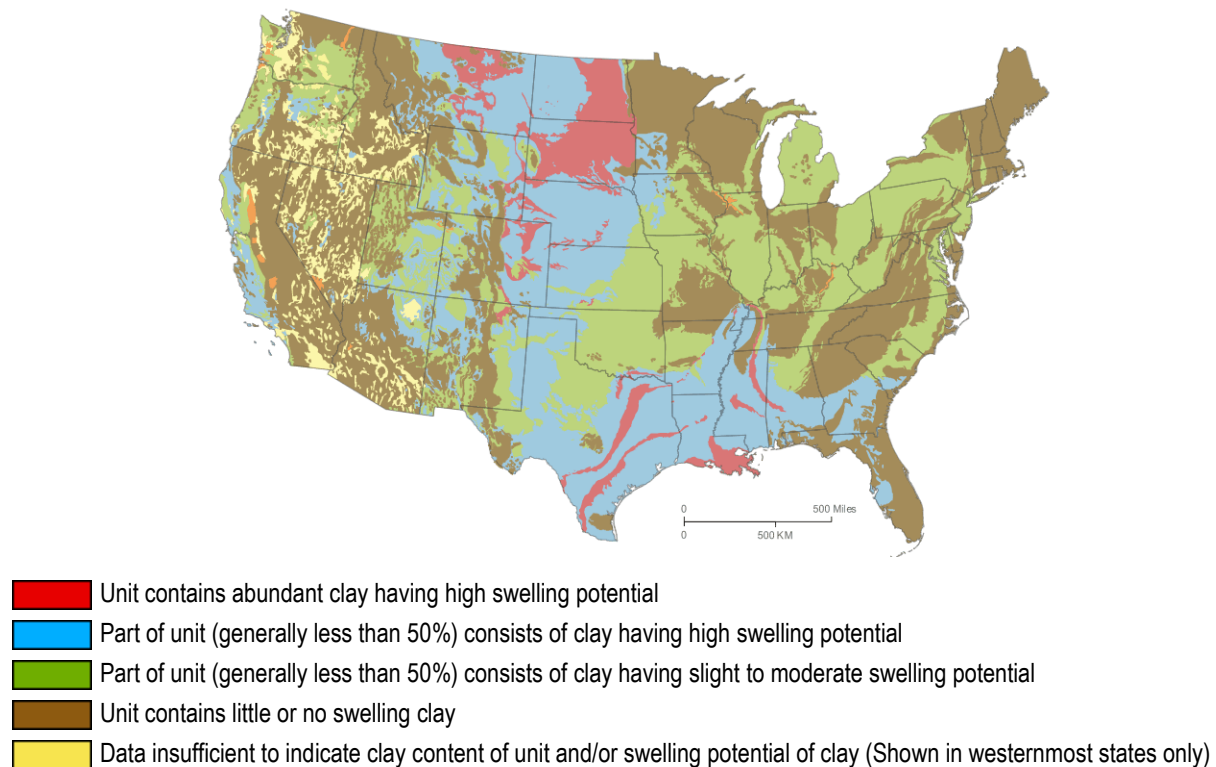 0 500 Miles
0 500 KM
Unit contains abundant clay having high swelling potential
Part of unit (generally less than 50%) consists of clay having high swelling potential
Part of unit (generally less than 50%) consists of clay having slight to moderate swelling potential
Unit contains little or no swelling clay
Data insufficient to indicate clay content of unit and/or swelling potential of clay (Shown in westernmost states only)